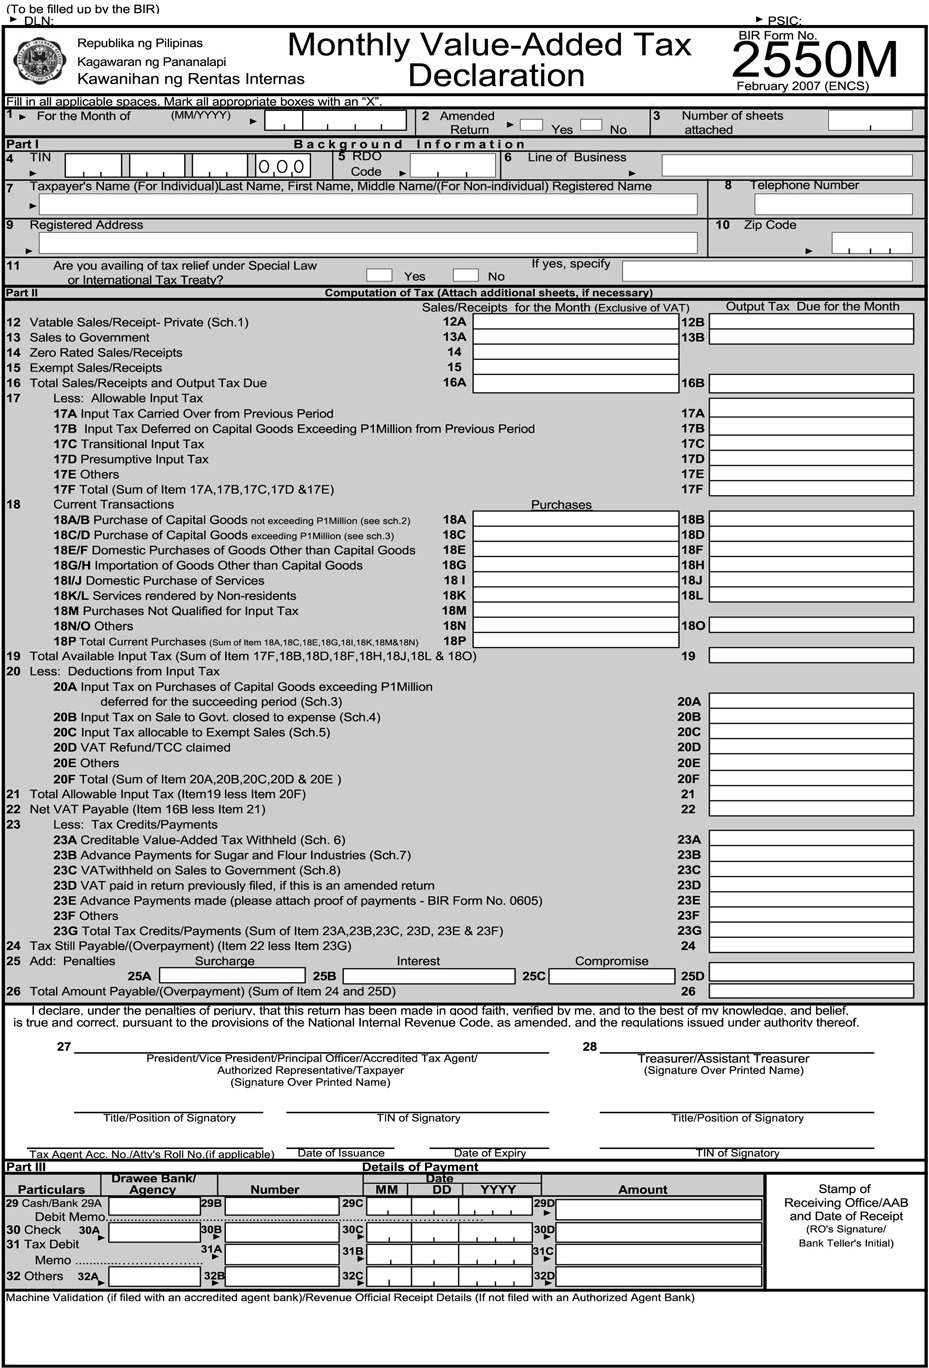 (To be filled up by the BIR)
DLN: PSIC:
Republika ng Pilipinas
Kagawaran ng Pananalapi
Kawanihan ng Rentas Internas
Monthly Value-Added Tax
Declaration
BIR Form No.
2550M
February 2007 (ENCS)
Fill in all applicable spaces. Mark all appropriate boxes with an “X”.
1 For the Month of (MM/YYYY)
2 Amended Return Yes No
3 Number of sheets attached
Part I Background Information
4 TIN 0 0 0
5 RDO Code
6 Line of Business
7 Taxpayer's Name (For Individual)Last Name, First Name, Middle Name/(For Non-individual) Registered Name
8 Telephone Number
9 Registered Address
10 Zip Code
11 Are you availing of tax relief under Special Law
or International Tax Treaty? Yes No If yes, specify
Part II Computation of Tax (Attach additional sheets, if necessary)
Sales/Receipts for the Month (Exclusive of VAT) Output Tax Due for the Month
12 Vatable Sales/Receipt- Private (Sch.1) 12A 12B
13 Sales to Government 13A 13B
14 Zero Rated Sales/Receipts 14
15 Exempt Sales/Receipts 15
16 Total Sales/Receipts and Output Tax Due 16A 16B
17 Less: Allowable Input Tax
17A Input Tax Carried Over from Previous Period 17A
17B Input Tax Deferred on Capital Goods Exceeding P1Million from Previous Period 17B
17C Transitional Input Tax 17C
17D Presumptive Input Tax 17D
17E Others 17E
17F Total (Sum of Item 17A,17B,17C,17D &17E) 17F
18 Current Transactions Purchases
18A/B Purchase of Capital Goods not exceeding P1Million (see sch.2) 18A 18B
18C/D Purchase of Capital Goods exceeding P1Million (see sch.3) 18C 18D
18E/F Domestic Purchases of Goods Other than Capital Goods 18E 18F
18G/H Importation of Goods Other than Capital Goods 18G 18H
18I/J Domestic Purchase of Services 18 I 18J
18K/L Services rendered by Non-residents 18K 18L
18M Purchases Not Qualified for Input Tax 18M
18N/O Others 18N 18O
18P Total Current Purchases (Sum of Item 18A,18C,18E,18G,18I,18K,18M&18N) 18P
19 Total Available Input Tax (Sum of Item 17F,18B,18D,18F,18H,18J,18L & 18O) 19
20 Less: Deductions from Input Tax
20A Input Tax on Purchases of Capital Goods exceeding P1Million
deferred for the succeeding period (Sch.3) 20A
20B Input Tax on Sale to Govt. closed to expense (Sch.4) 20B
20C Input Tax allocable to Exempt Sales (Sch.5) 20C
20D VAT Refund/TCC claimed 20D
20E Others 20E
20F Total (Sum of Item 20A,20B,20C,20D & 20E ) 20F
21 Total Allowable Input Tax (Item19 less Item 20F) 21
22 Net VAT Payable (Item 16B less Item 21) 22
23 Less: Tax Credits/Payments
23A Creditable Value-Added Tax Withheld (Sch. 6) 23A
23B Advance Payments for Sugar and Flour Industries (Sch.7) 23B
23C VATwithheld on Sales to Government (Sch.8) 23C
23D VAT paid in return previously filed, if this is an amended return 23D
23E Advance Payments made (please attach proof of payments - BIR Form No. 0605) 23E
23F Others 23F
23G Total Tax Credits/Payments (Sum of Item 23A,23B,23C, 23D, 23E & 23F) 23G
24 Tax Still Payable/(Overpayment) (Item 22 less Item 23G) 24
25 Add: Penalties Surcharge Interest Compromise
25A 25B 25C 25D
26 Total Amount Payable/(Overpayment) (Sum of Item 24 and 25D) 26
I declare, under the penalties of perjury, that this return has been made in good faith, verified by me, and to the best of my knowledge, and belief,
is true and correct, pursuant to the provisions of the National Internal Revenue Code, as amended, and the regulations issued under authority thereof.
27 28
President/Vice President/Principal Officer/Accredited Tax Agent/ Treasurer/Assistant Treasurer
Authorized Representative/Taxpayer (Signature Over Printed Name)
(Signature Over Printed Name)
Title/Position of Signatory TIN of Signatory Title/Position of Signatory
Tax Agent Acc. No./Atty's Roll No.(if applicable) Date of Issuance Date of Expiry TIN of Signatory
Part III Details of Payment
Particulars Drawee Bank/ Agency Number Date MM DD YYYY Amount
Stamp of
Receiving Office/AAB
and Date of Receipt
(RO's Signature/
Bank Teller's Initial)
29 Cash/Bank 29A 29B 29C 29D
Debit Memo
30 Check 30A 30B 30C 30D
31 Tax Debit 31A 31B 31C
Memo
32 Others 32A 32B 32C 32D
Machine Validation (if filed with an accredited agent bank)/Revenue Official Receipt Details (If not filed with an Authorized Agent Bank)